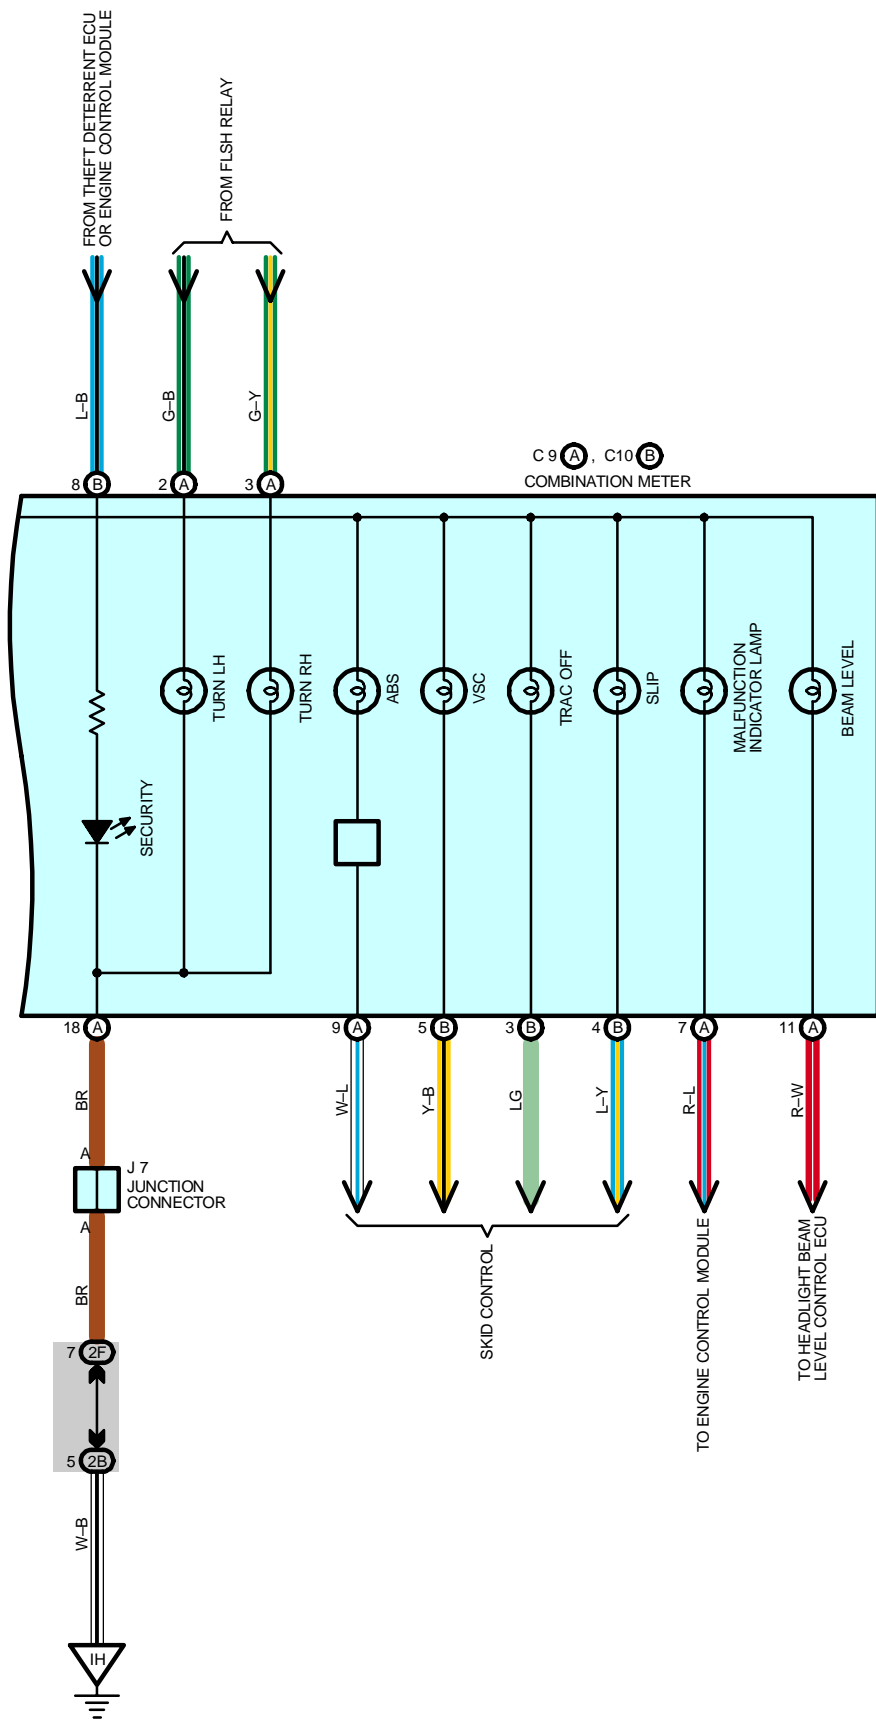 FROM THEFT DETERRENT ECU
OR ENGINE CONTROL MODULE
FROM FLSH RELAY
L–B
G–B
G–Y
8 B
2 A
3 A
C 9 A , C10 B
COMBINATION METER
TURN LH
TURN RH
ABS
VSC
TRAC OFF
SLIP
MALFUNCTION
INDICATOR LAMP
BEAM LEVEL
SECURITY
18 A
9 A
5 B
3 B
4 B
7 A
11 A
BR
W–L
Y–B
LG
L–Y
R–L
R–W
A
J 7
JUNCTION
CONNECTOR
A
BR
SKID CONTROL
TO ENGINE CONTROL MODULE
TO HEADLIGHT BEAM
LEVEL CONTROL ECU
7 2F
5 2B
W–B
IH